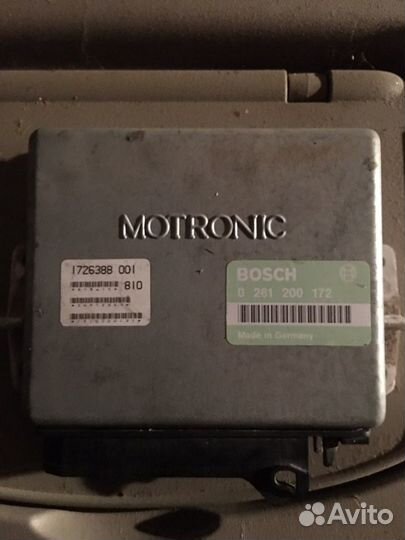 MOTRONIC
1726388 001
810
BOSCH
0 261 200 172
Made in Germany
Avito